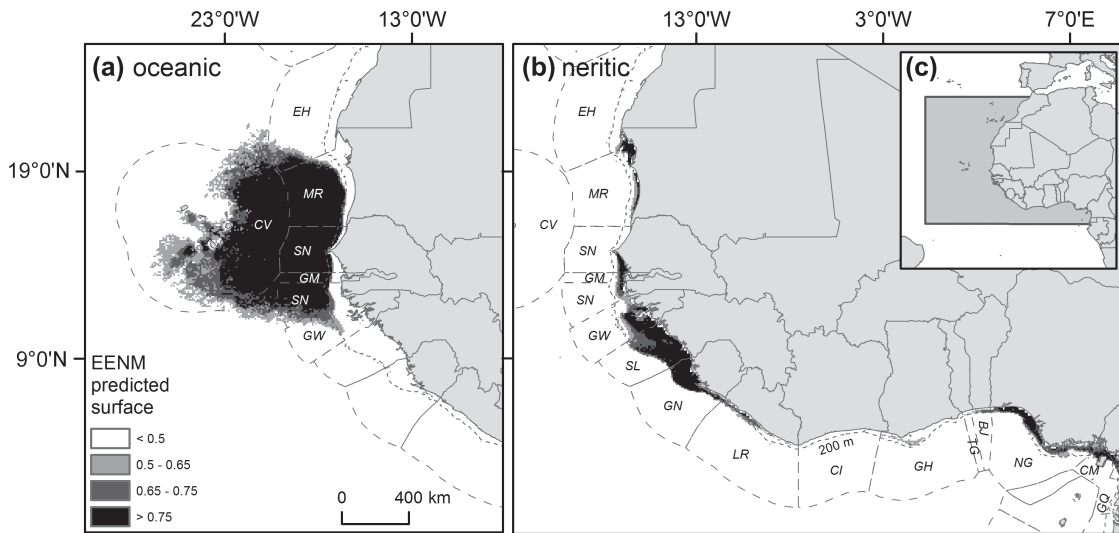 23°0'W
13°0'W
13°0'W
3°0'W
7°0'E
(a) oceanic
(b) neritic
(c)
19°0'N
9°0'N
EH
MR
CV
SN
GM
SN
GW
EENM
predicted
surface
< 0.5
0.5 - 0.65
0.65 - 0.75
> 0.75
0 400 km
EH
MR
CV
SN
GM
SN
GW
SL
GN
LR
200 m
CI
GH
TG
BJ
NG
CM
GQ